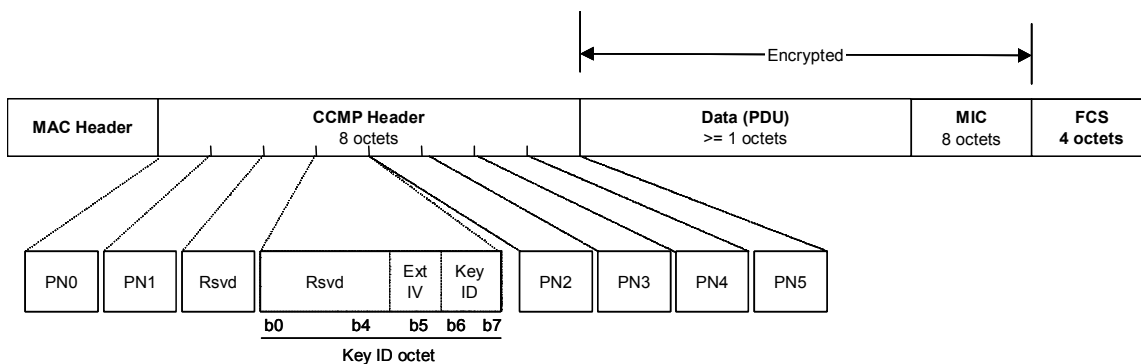 Encrypted
MAC Header
CCMP Header
8 octets
Data (PDU)
>= 1 octets
MIC
8 octets
FCS
4 octets
PN0
PN1
Rsvd
Rsvd
Ext
IV
Key
ID
PN2
PN3
PN4
PN5
b0 b4 b5 b6 b7
Key ID octet